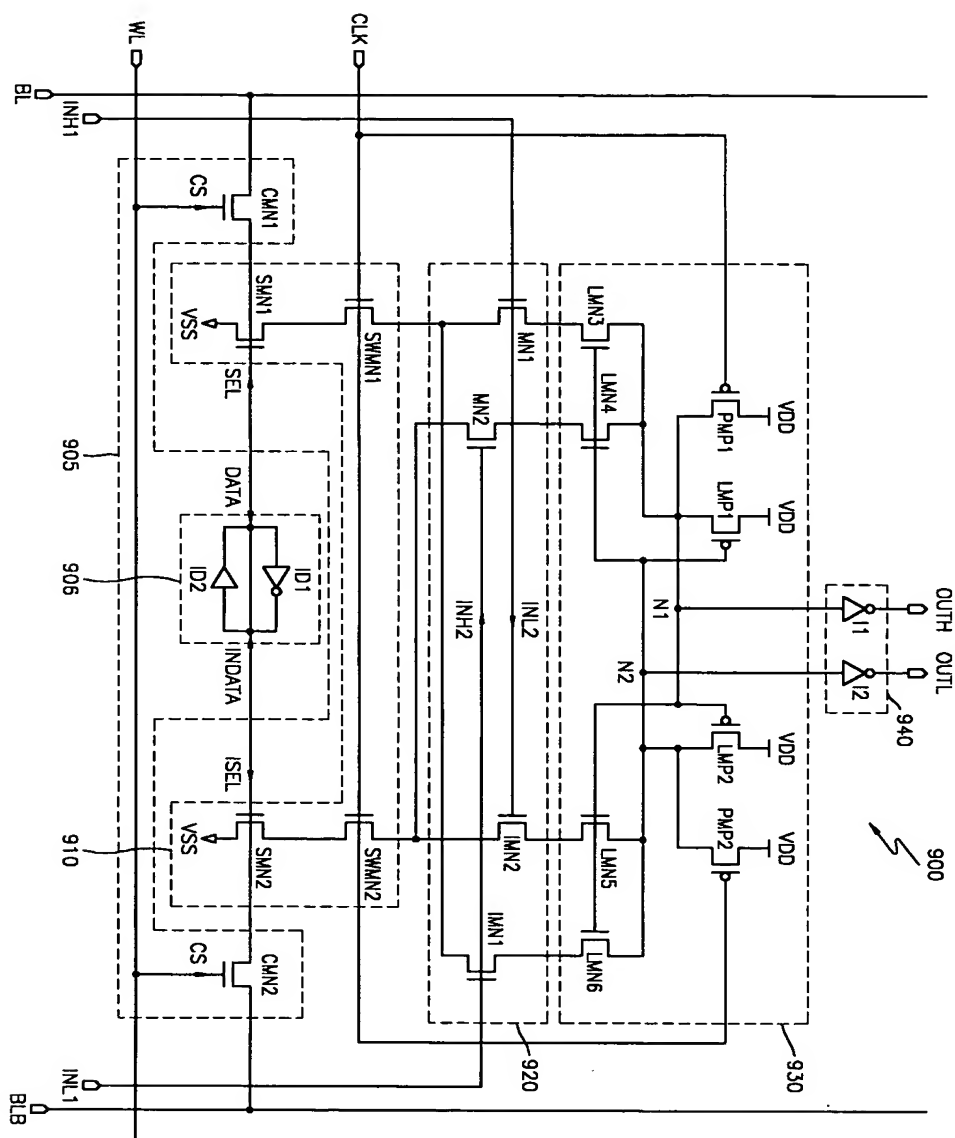 WL
CLK
BL
INH1
CS
CMN1
SMN1
VSS
SEL
SWMN1
MN1
MN2
LMN3
LMN4
PMP1
VDD
LMP1
VDD
905
DATA
906
ID2
ID1
INDATA
ISEL
INH2
INL2
N1
N2
OUTH
OUTL
I1
I2
940
VDD
LMP2
VDD
PMP2
900
910
VSS
SMN2
SWMN2
IMN2
IMN1
LMN5
LMN6
CS
CMN2
920
930
INL1
BLB